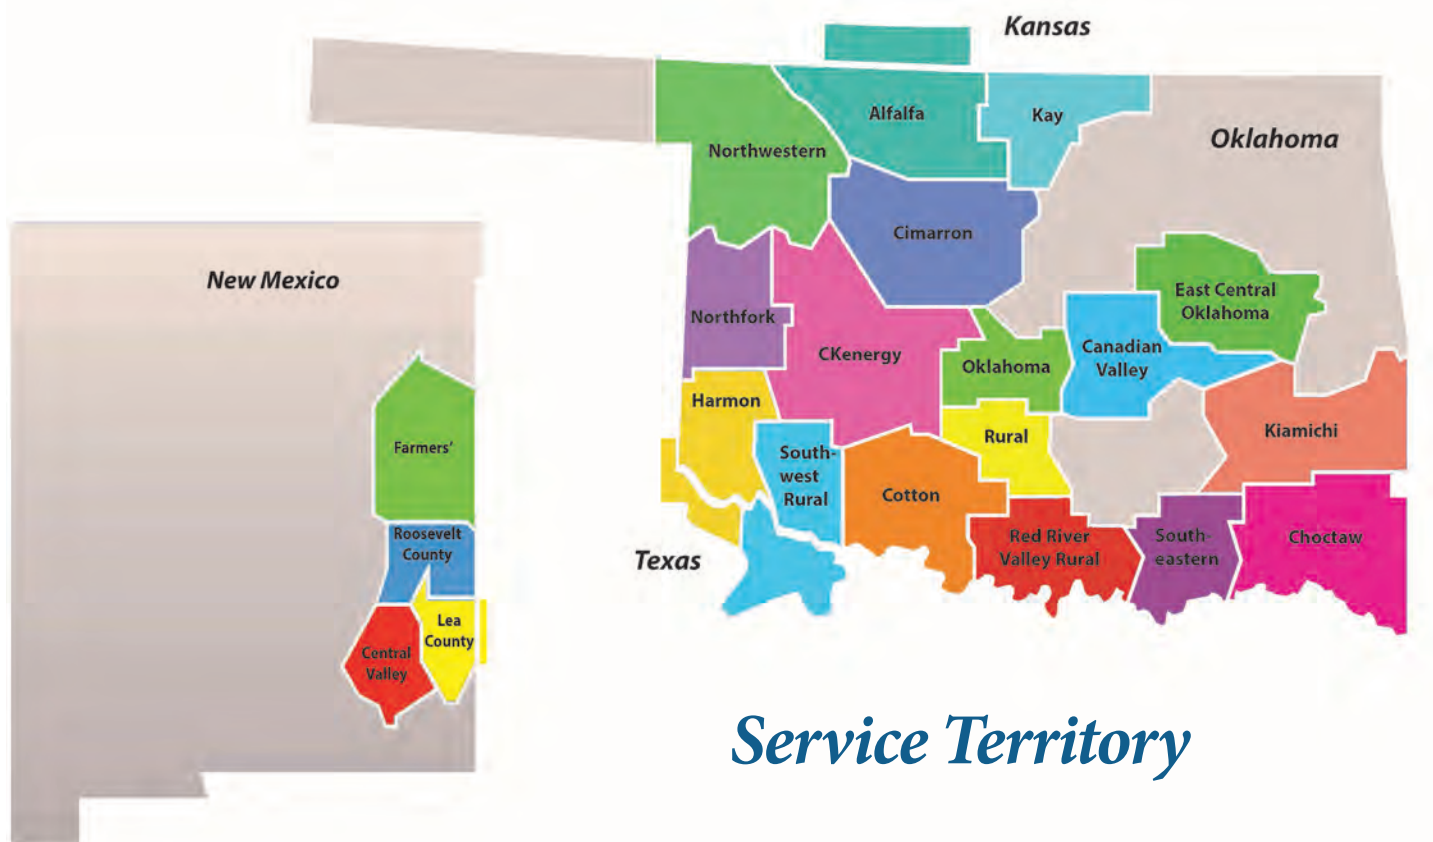 Kansas
Alfalfa
Kay
Oklahoma
Northwestern
Cimarron
New Mexico
East Central
Oklahoma
Northfork
CKenergy
Canadian
Valley
Oklahoma
Harmon
Rural
Kiamichi
Farmers'
South-
west
Rural
Cotton
Roosevelt
County
Red River
Valley Rural
South-
eastern
Choctaw
Texas
Lea
County
Central
Valley
Service Territory